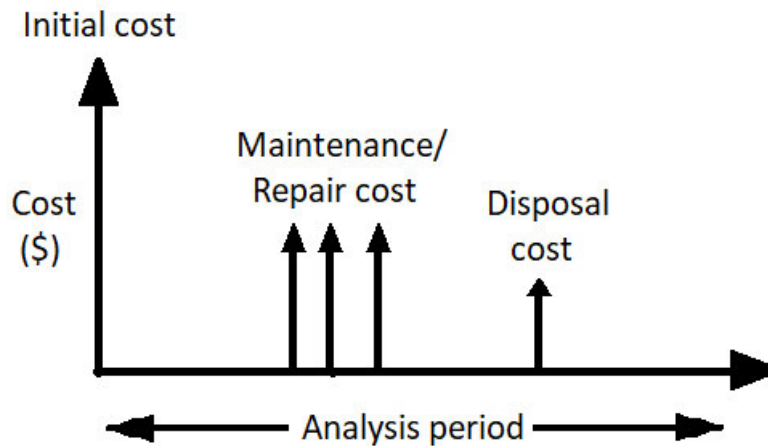 Initial cost
Maintenance/
Repair cost
Cost
($)
Disposal
cost
Analysis period